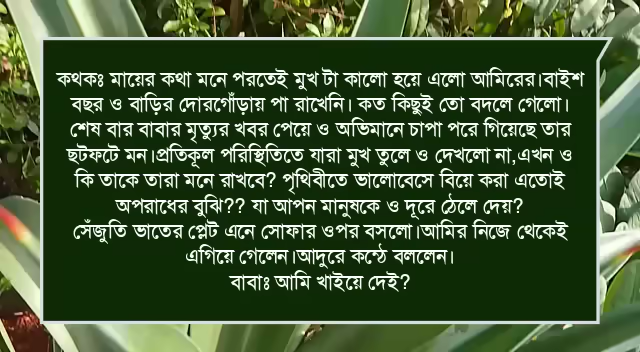 কথকঃ মায়ের কথা মনে পরতেই মুখ টা কালো হয়ে এলো আমিরের।বাইশ
বছর ও বাড়ির দোরগোঁড়ায় পা রাখেনি। কত কিছুই তো বদলে গেলো।
শেষ বার বাবার মৃত্যুর খবর পেয়ে ও অভিমানে চাপা পরে গিয়েছে তার
ছটফটে মন।প্রতিকূল পরিস্থিতিতে যারা মুখ তুলে ও দেখলো না,এখন ও
কি তাকে তারা মনে রাখবে? পৃথিবীতে ভালোবেসে বিয়ে করা এতোই
অপরাধের বুঝি?? যা আপন মানুষকে ও দূরে ঠেলে দেয়?
সেঁজুতি ভাতের প্লেট এনে সোফার ওপর বসলো।আমির নিজে থেকেই
এগিয়ে গেলেন।আদুরে কন্ঠে বললেন।
বাবাঃ আমি খাইয়ে দেই?